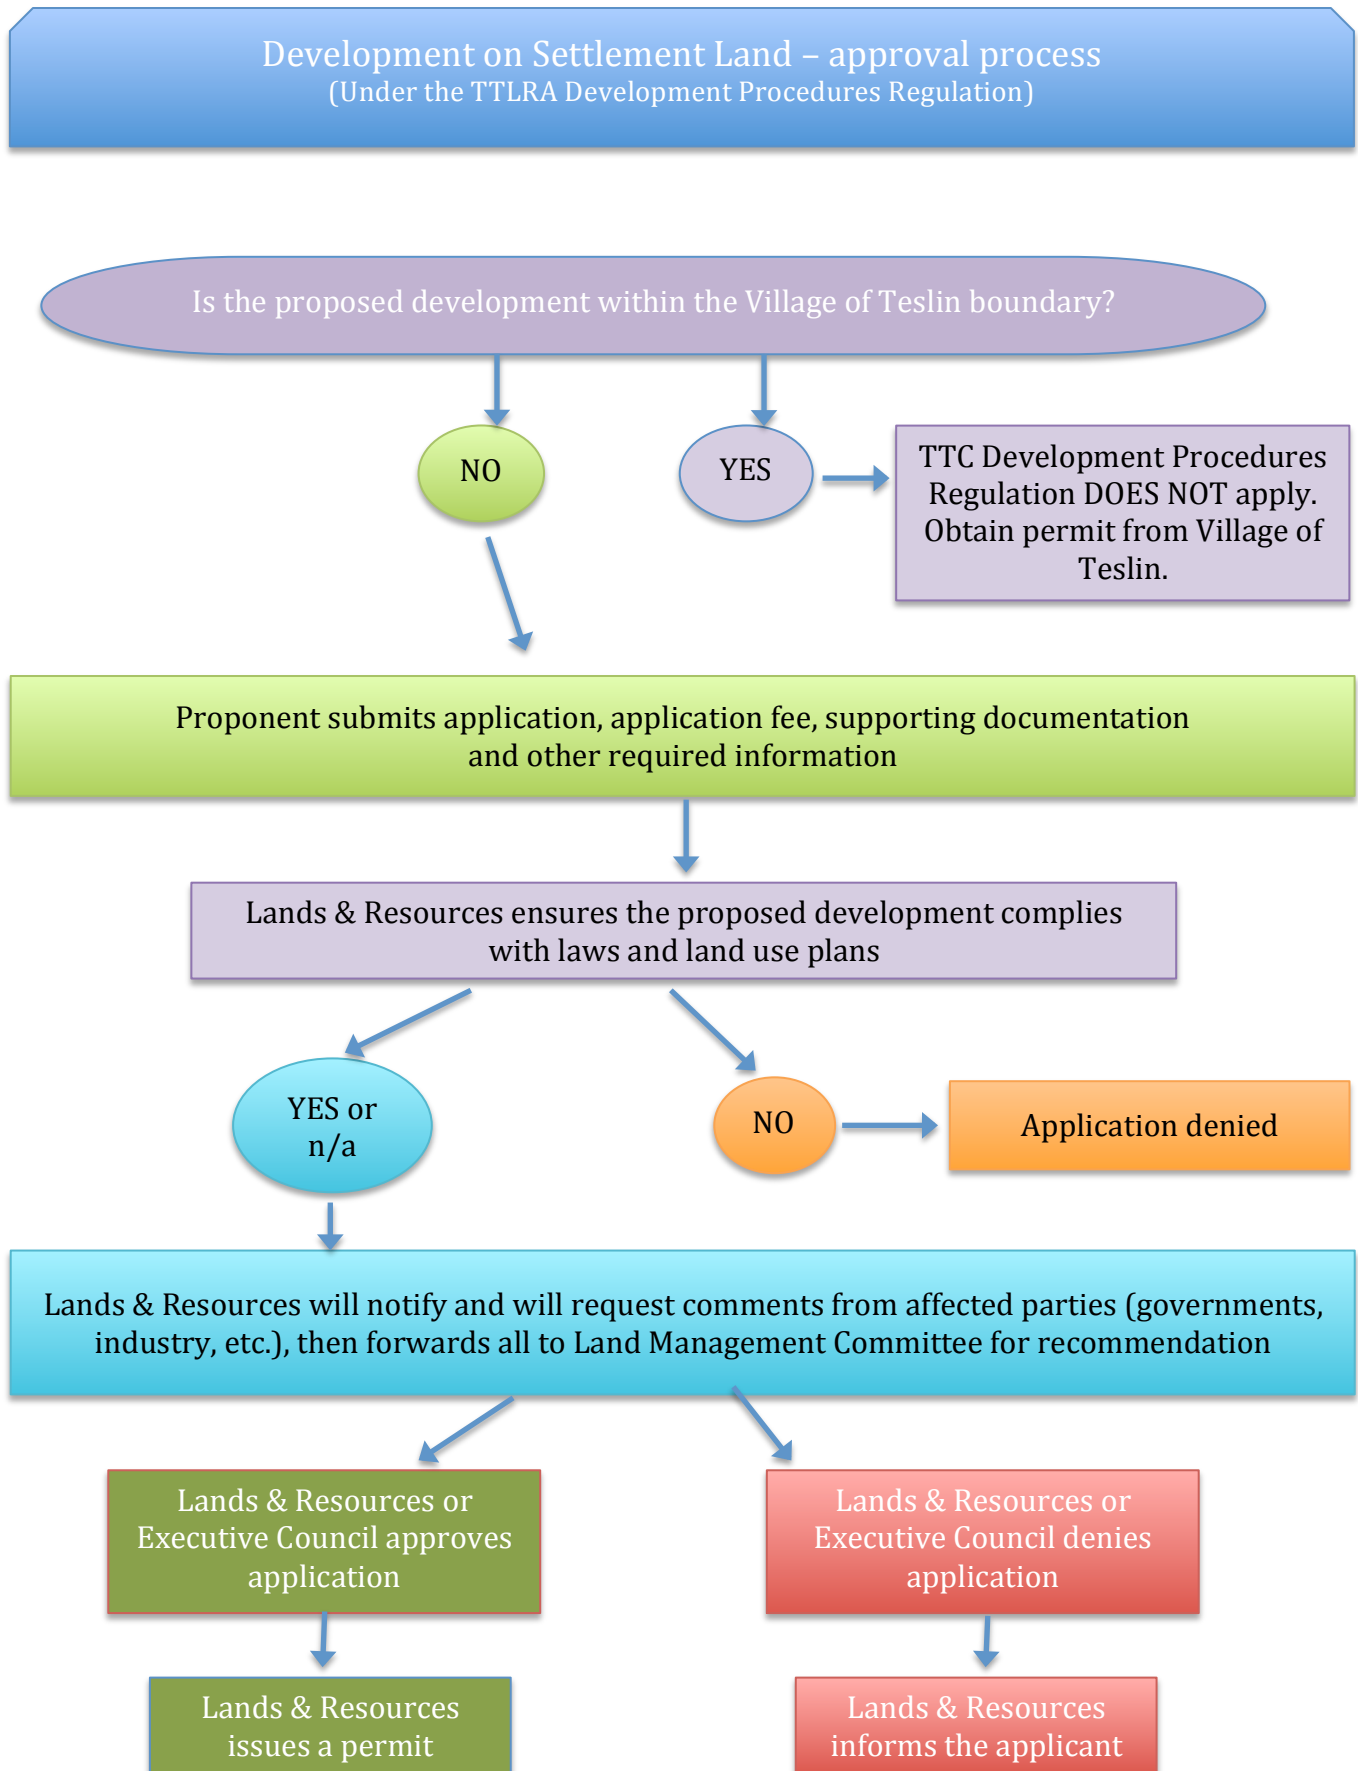 Development on Settlement Land – approval process
(Under the TTLRA Development Procedures Regulation)
Is the proposed development within the Village of Teslin boundary?
NO
YES
TTC Development Procedures
Regulation DOES NOT apply.
Obtain permit from Village of
Teslin.
Proponent submits application, application fee, supporting documentation
and other required information
Lands & Resources ensures the proposed development complies
with laws and land use plans
YES or
n/a
NO
Application denied
Lands & Resources will notify and will request comments from affected parties (governments,
industry, etc.), then forwards all to Land Management Committee for recommendation
Lands & Resources or
Executive Council approves
application
Lands & Resources or
Executive Council denies
application
Lands & Resources
issues a permit
Lands & Resources
informs the applicant